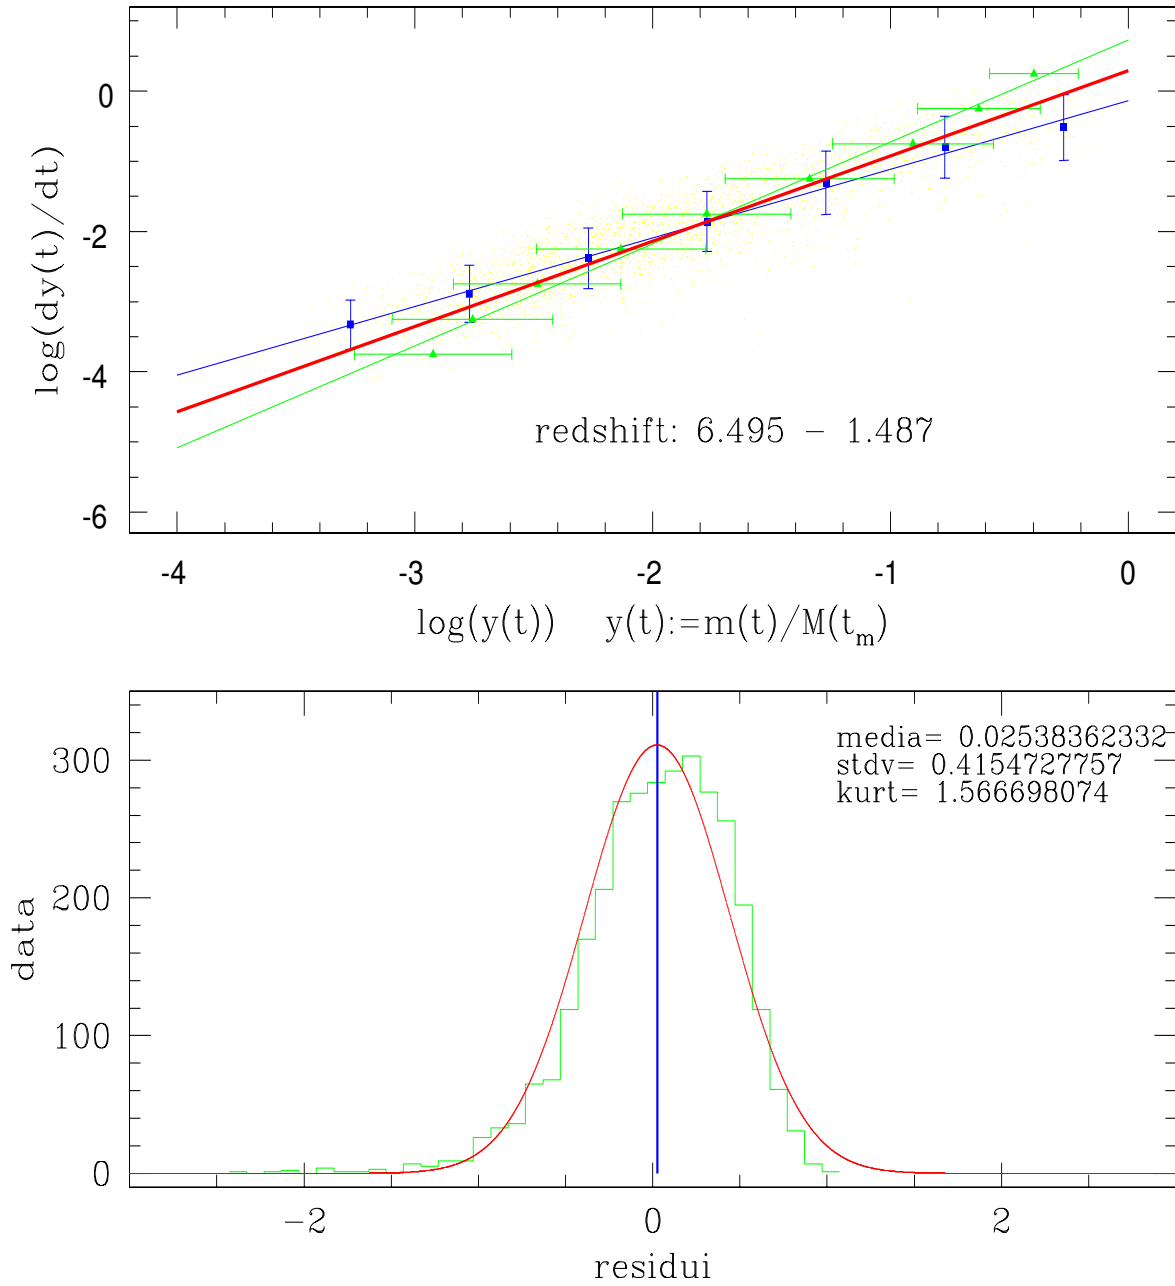 0
-2
-4
-6
log(dy(t)/dt)
redshift: 6.495 − 1.487
-4 -3 -2 -1 0
log(y(t)) y(t):=m(t)/M(t_m)
media= 0.02538362332
stdv= 0.4154727757
kurt= 1.566698074
300
200
100
0
data
−2 0 2
residui